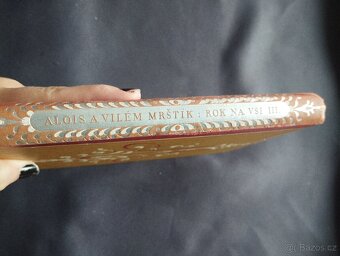 ALOIS A VILÉM MRŠTÍK : ROK NA VSI III
© Bazos.cz